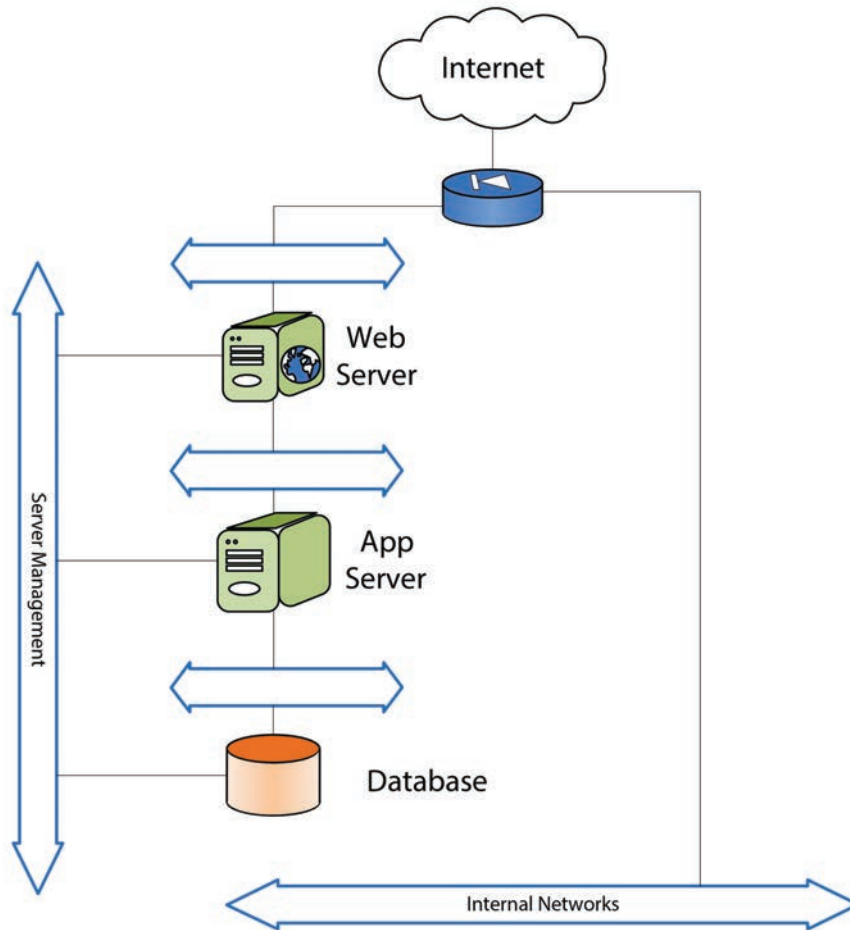 Internet
Web
Server
App
Server
Server Management
Database
Internal Networks